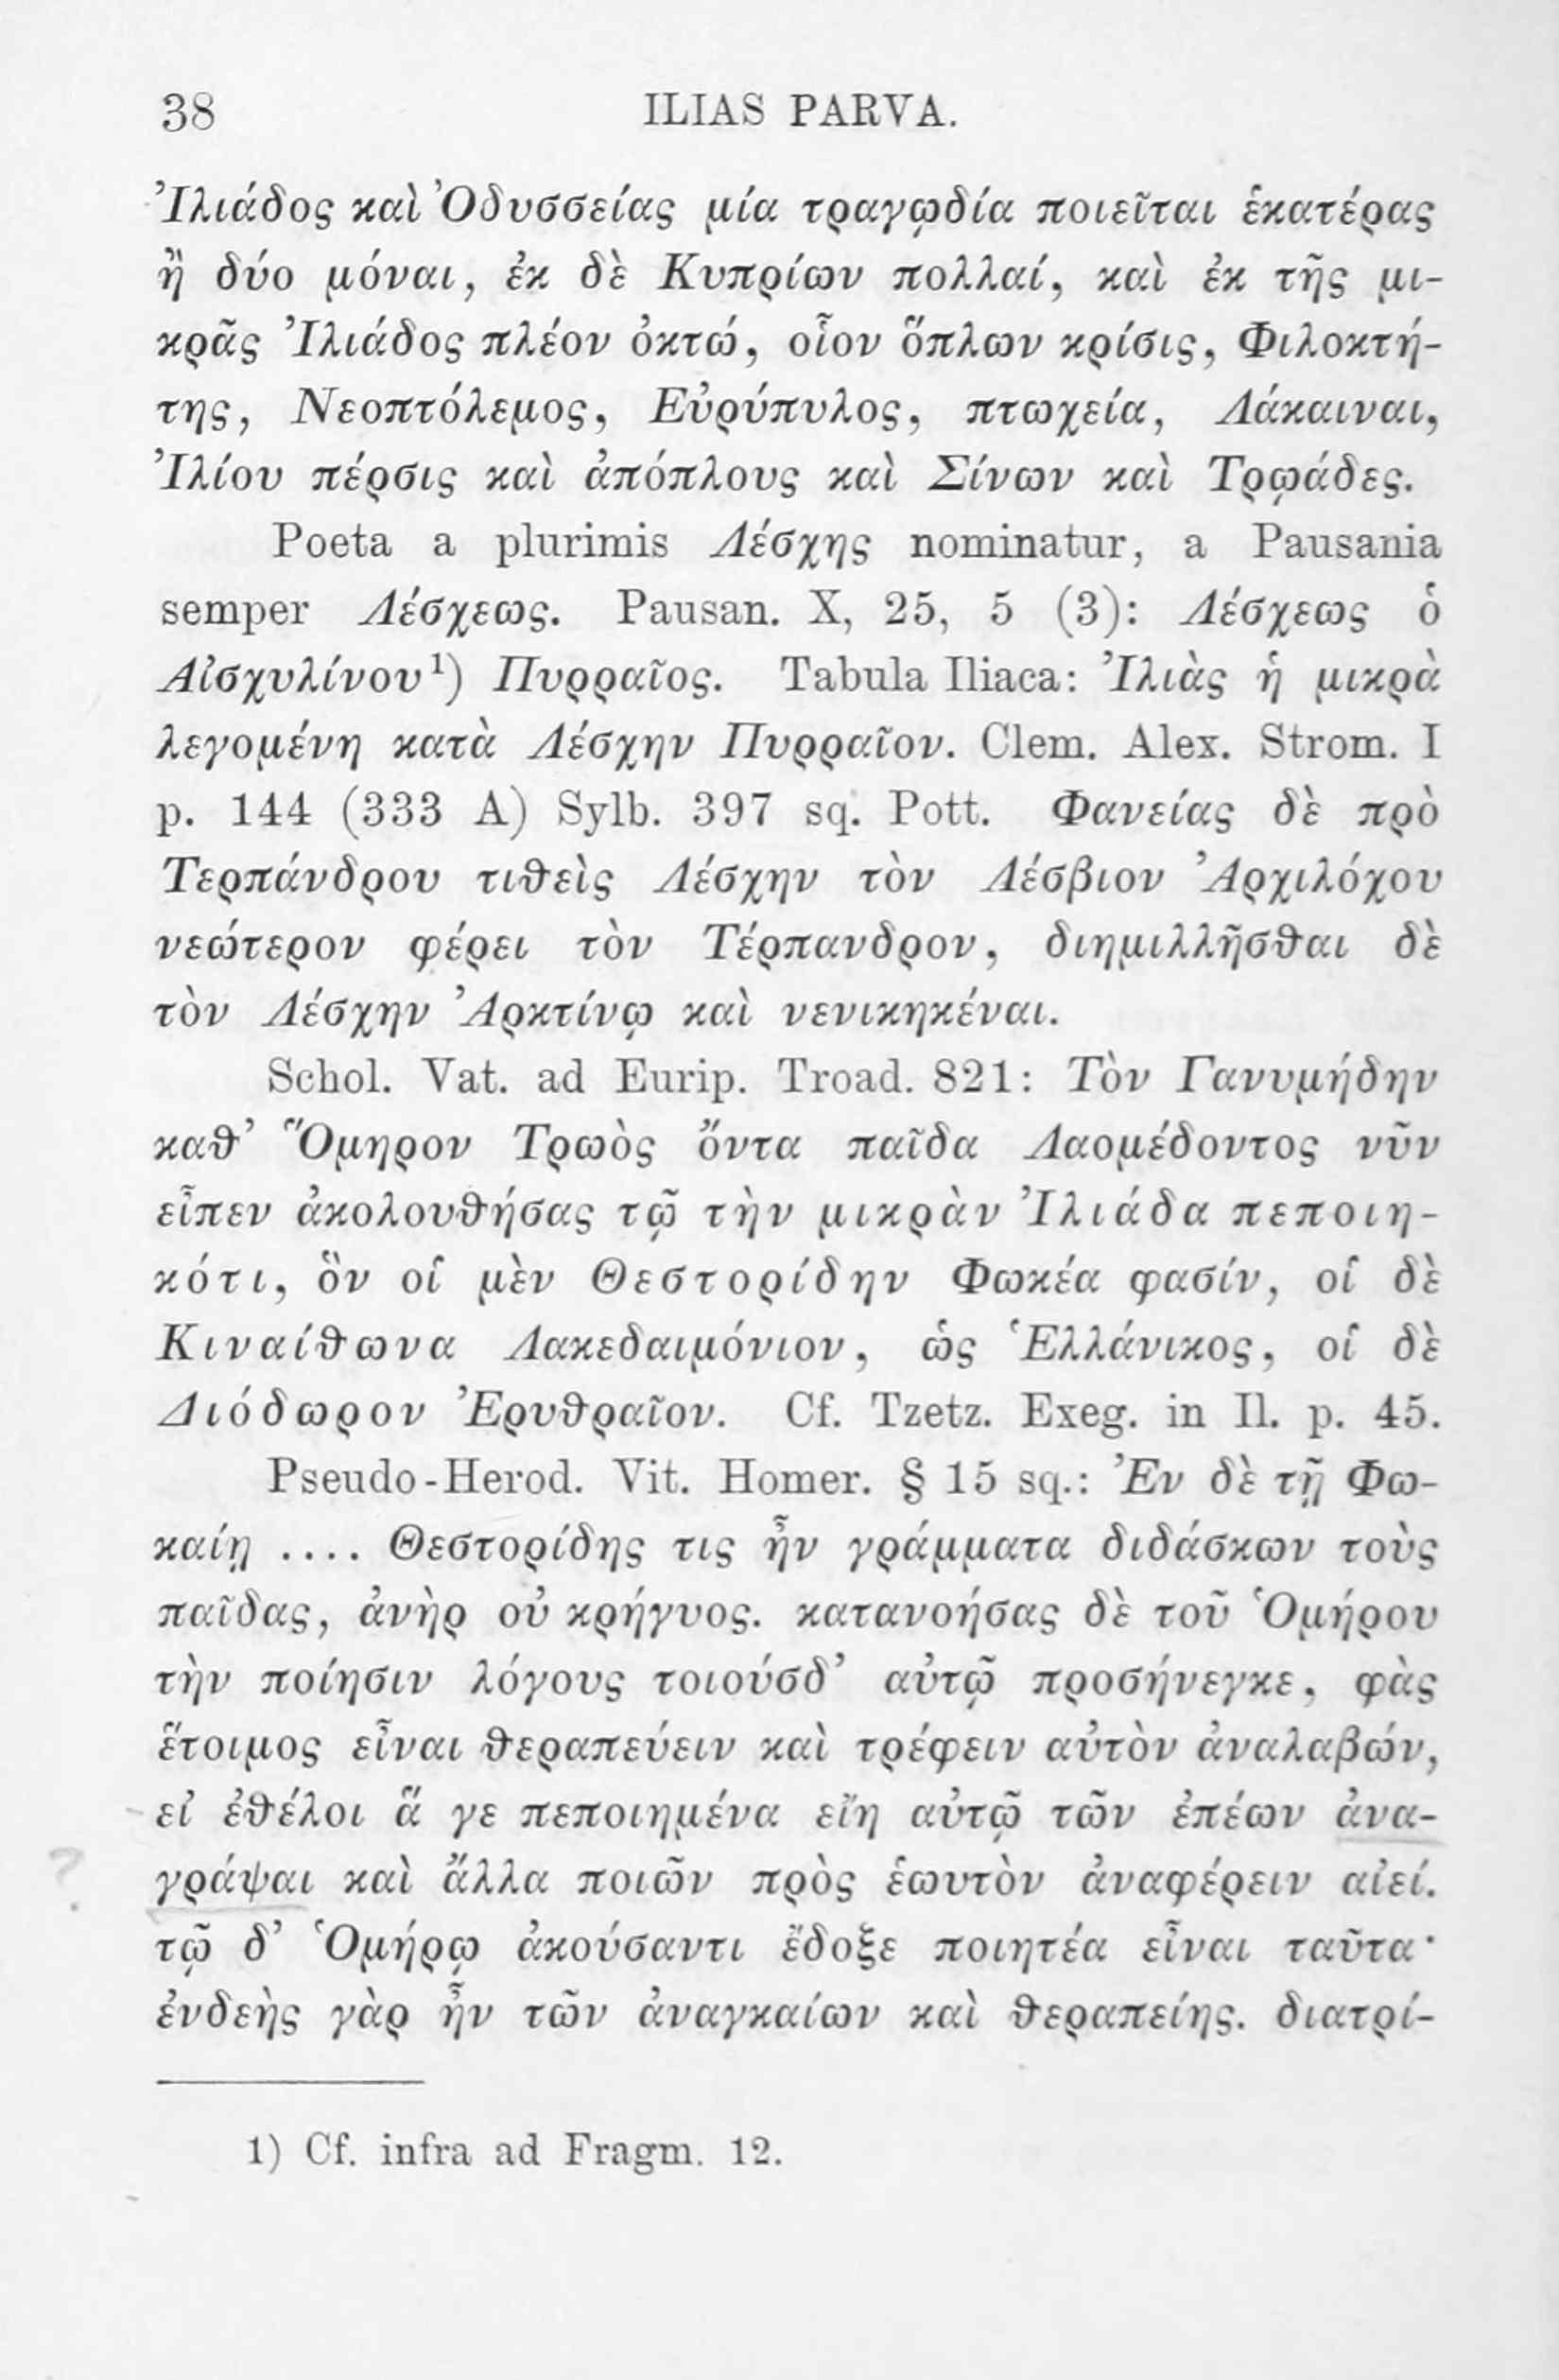 38 ILIAS PARVA.
Ἰλιάδος καὶ Ὀδυσσείας μία τραγῳδία ποιεῖται ἑκατέρας
ἢ δύο μόναι, ἐκ δὲ Κυπρίων πολλαί, καὶ ἐκ τῆς μι-
κρᾶς Ἰλιάδος πλέον ὀκτώ, οἷον ὅπλων κρίσις, Φιλοκτή-
της, Νεοπτόλεμος, Εὐρύπυλος, πτωχεία, Λάκαιναι,
Ἰλίου πέρσις καὶ ἀπόπλους καὶ Σίνων καὶ Τρῳάδες.
Poeta a plurimis Λέσχης nominatur, a Pausania
semper Λέσχεως. Pausan. X, 25, 5 (3): Λέσχεως ὁ
Αἰσχυλίνου¹) Πυρραῖος. Tabula Iliaca: Ἰλιὰς ἡ μικρὰ
λεγομένη κατὰ Λέσχην Πυρραῖον. Clem. Alex. Strom. I
p. 144 (333 A) Sylb. 397 sq. Pott. Φανείας δὲ πρὸ
Τερπάνδρου τιθεὶς Λέσχην τὸν Λέσβιον Ἀρχιλόχου
νεώτερον φέρει τὸν Τέρπανδρον, διημιλλῆσθαι δὲ
τὸν Λέσχην Ἀρκτίνῳ καὶ νενικηκέναι.
Schol. Vat. ad Eurip. Troad. 821: Τὸν Γανυμήδην
καθ’ Ὅμηρον Τρωὸς ὄντα παῖδα Λαομέδοντος νῦν
εἶπεν ἀκολουθήσας τῷ τὴν μικρὰν Ἰλιάδα πεποιη-
κότι, ὃν οἱ μὲν Θεστορίδην Φωκέα φασίν, οἱ δὲ
Κιναίθωνα Λακεδαιμόνιον, ὡς Ἑλλάνικος, οἱ δὲ
Διόδωρον Ἐρυθραῖον. Cf. Tzetz. Exeg. in Il. p. 45.
Pseudo-Herod. Vit. Homer. § 15 sq.: Ἐν δὲ τῇ Φω-
καίῃ .... Θεστορίδης τις ἦν γράμματα διδάσκων τοὺς
παῖδας, ἀνὴρ οὐ κρήγυος. κατανοήσας δὲ τοῦ Ὁμήρου
τὴν ποίησιν λόγους τοιούσδ’ αὐτῷ προσήνεγκε, φὰς
ἕτοιμος εἶναι θεραπεύειν καὶ τρέφειν αὐτὸν ἀναλαβών,
εἰ ἐθέλοι ἅ γε πεποιημένα εἴη αὐτῷ τῶν ἐπέων ἀνα-
? γράψαι καὶ ἄλλα ποιῶν πρὸς ἑωυτὸν ἀναφέρειν αἰεί.
τῷ δ’ Ὁμήρῳ ἀκούσαντι ἔδοξε ποιητέα εἶναι ταῦτα·
ἐνδεὴς γὰρ ἦν τῶν ἀναγκαίων καὶ θεραπείης. διατρί-
1) Cf. infra ad Fragm. 12.